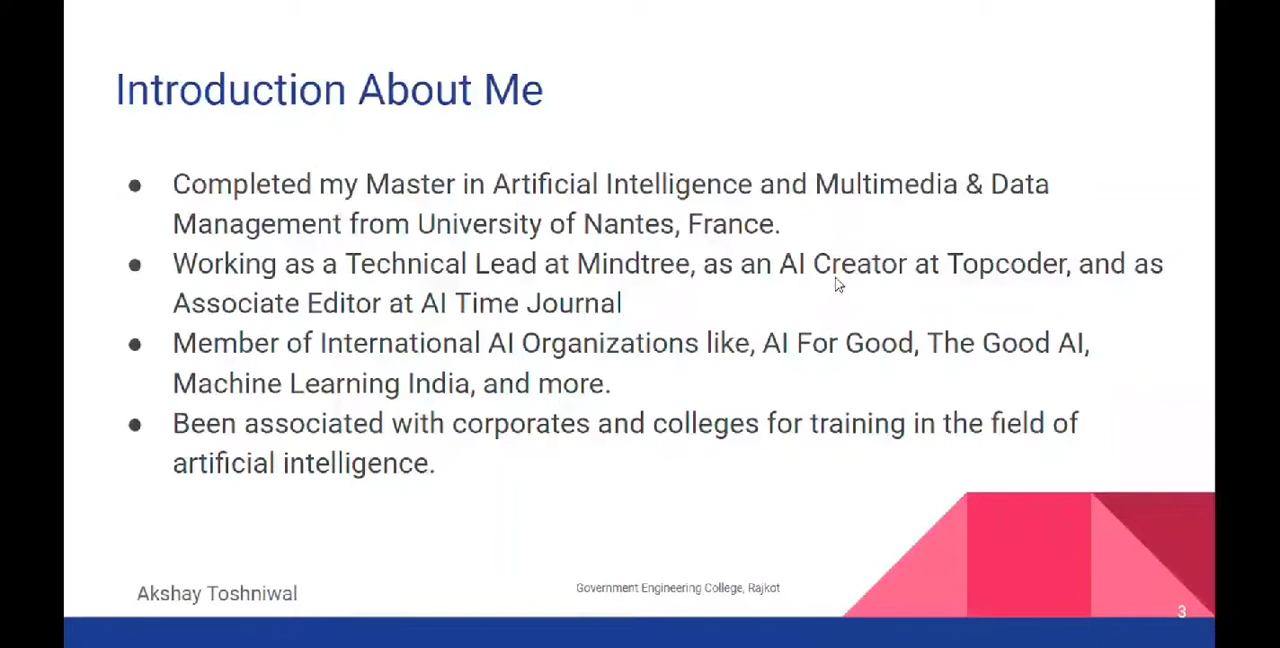 Introduction About Me
● Completed my Master in Artificial Intelligence and Multimedia & Data
Management from University of Nantes, France.
● Working as a Technical Lead at Mindtree, as an AI Creator at Topcoder, and as
Associate Editor at AI Time Journal
● Member of International AI Organizations like, AI For Good, The Good AI,
Machine Learning India, and more.
● Been associated with corporates and colleges for training in the field of
artificial intelligence.
Akshay Toshniwal
Government Engineering College, Rajkot
3